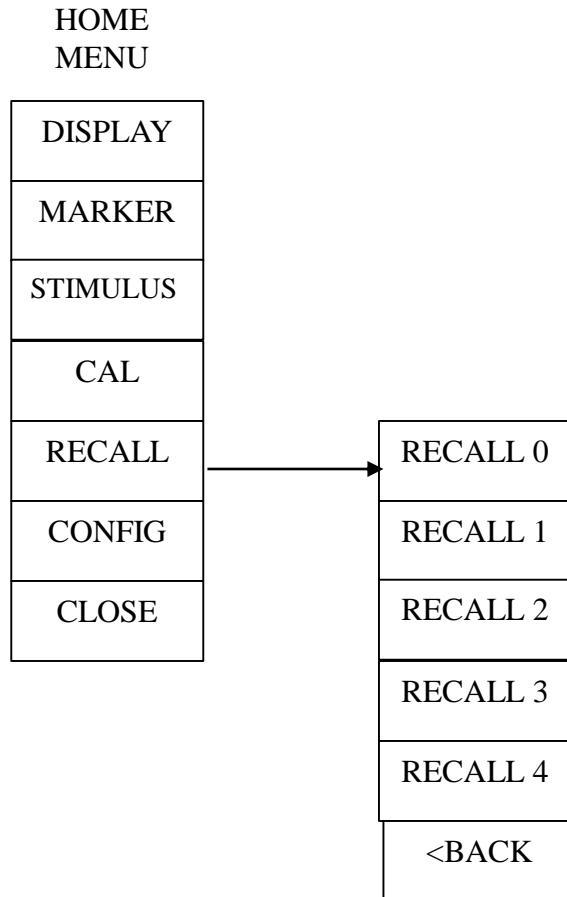 HOME
MENU
DISPLAY
MARKER
STIMULUS
CAL
RECALL
CONFIG
CLOSE
RECALL 0
RECALL 1
RECALL 2
RECALL 3
RECALL 4
<BACK